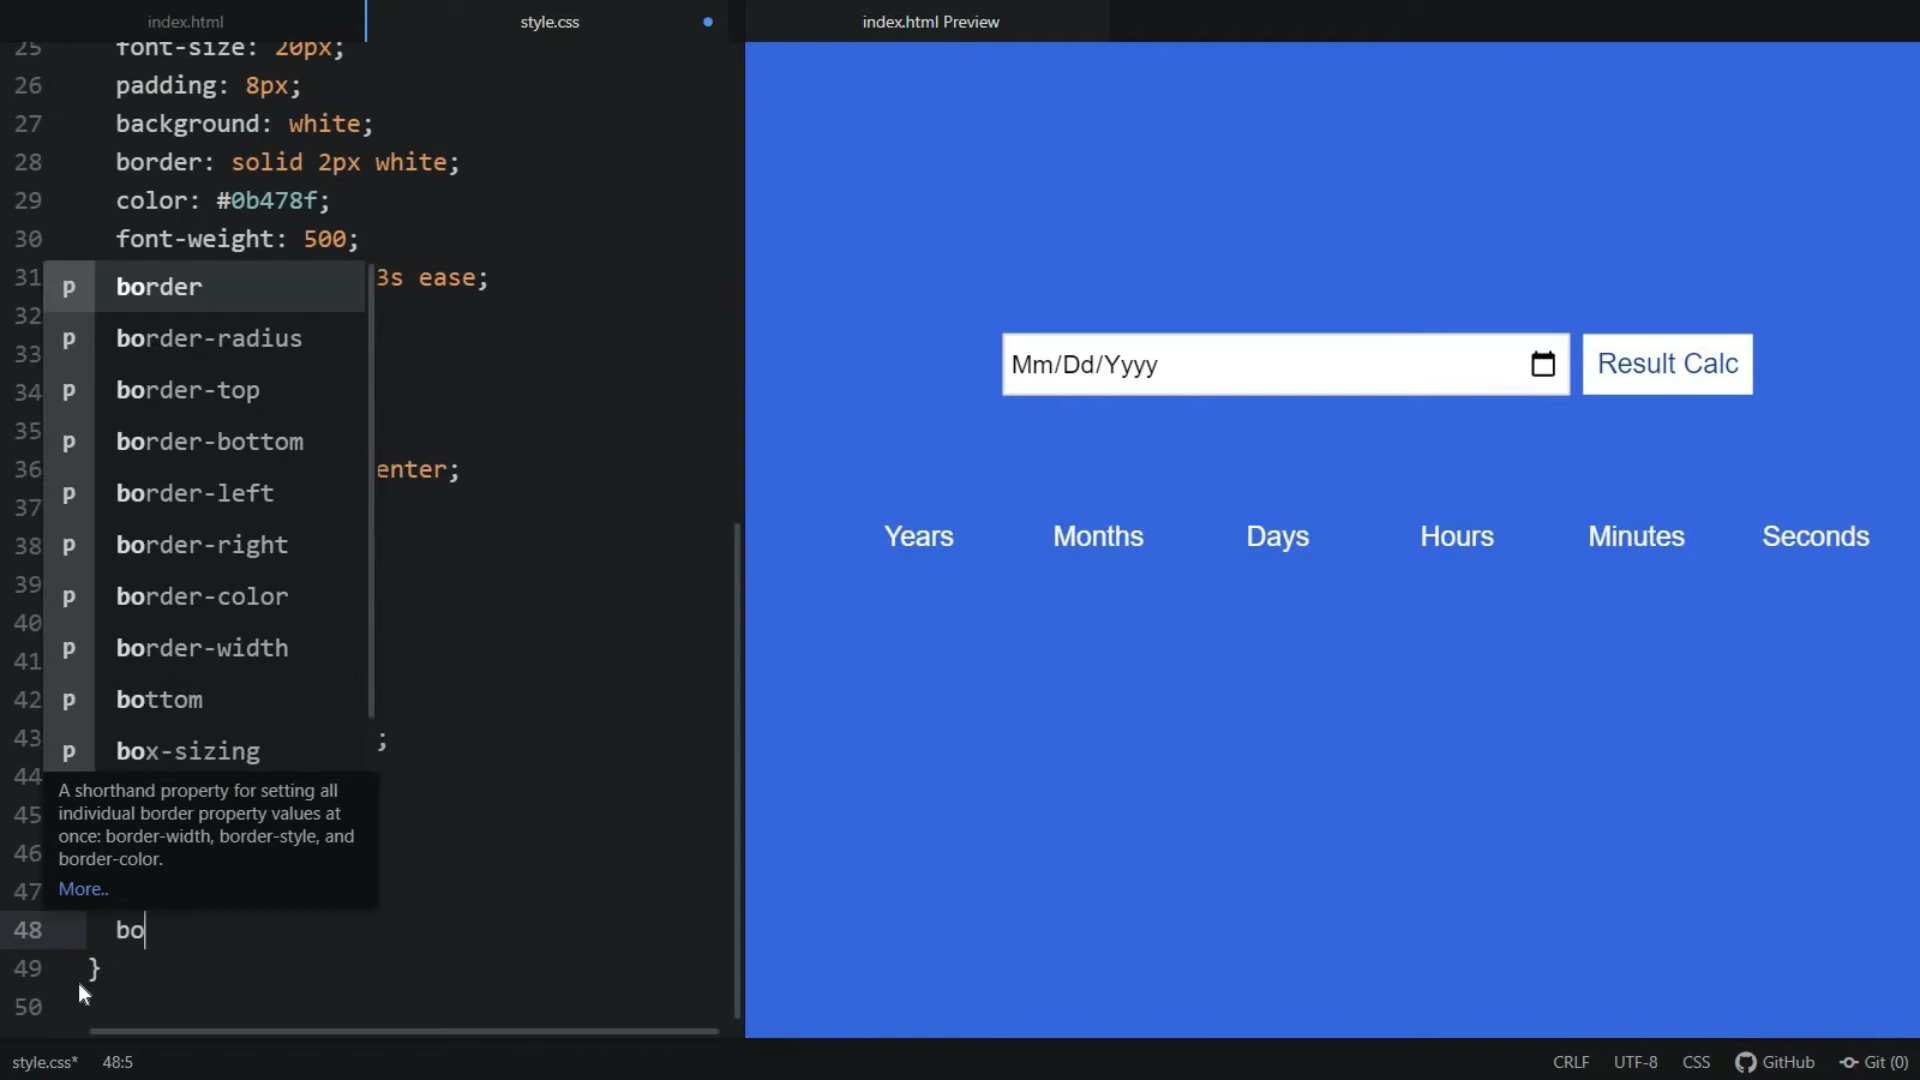 index.html
style.css
index.html Preview
25 font-size: 20px;
26 padding: 8px;
27 background: white;
28 border: solid 2px white;
29 color: #0b478f;
30 font-weight: 500;
31 3s ease;
32
33
34
35
36 enter;
37
38
39
40
41
42
43 ;
44
45
46
47
48 bo
49 }
50
p border
p border-radius
p border-top
p border-bottom
p border-left
p border-right
p border-color
p border-width
p bottom
p box-sizing
A shorthand property for setting all
individual border property values at
once: border-width, border-style, and
border-color.
More..
Mm/Dd/Yyyy
Result Calc
Years Months Days Hours Minutes Seconds
style.css* 48:5 CRLF UTF-8 CSS GitHub Git (0)